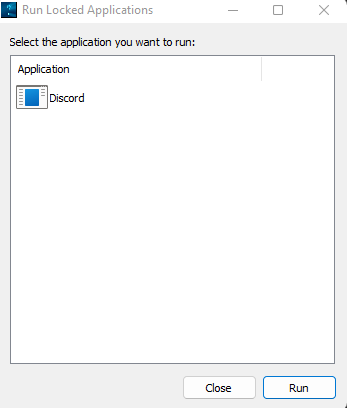 Run Locked Applications
Select the application you want to run:
Application
Discord
Close
Run